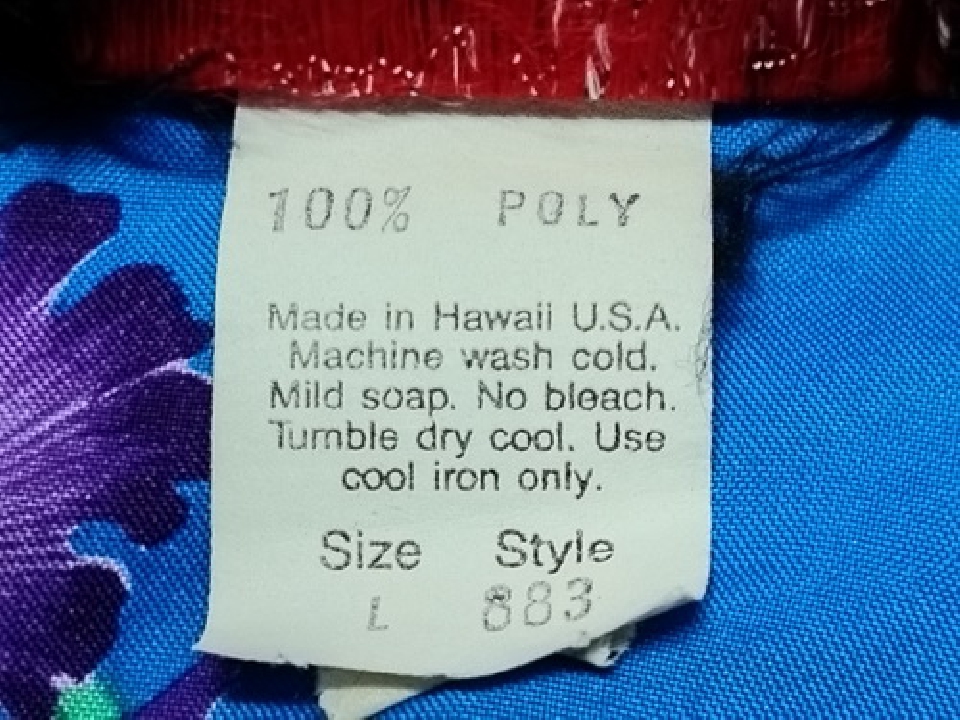 100% POLY
Made in Hawaii U.S.A.
Machine wash cold.
Mild soap. No bleach.
Tumble dry cool. Use
cool iron only.
Size Style
L 883